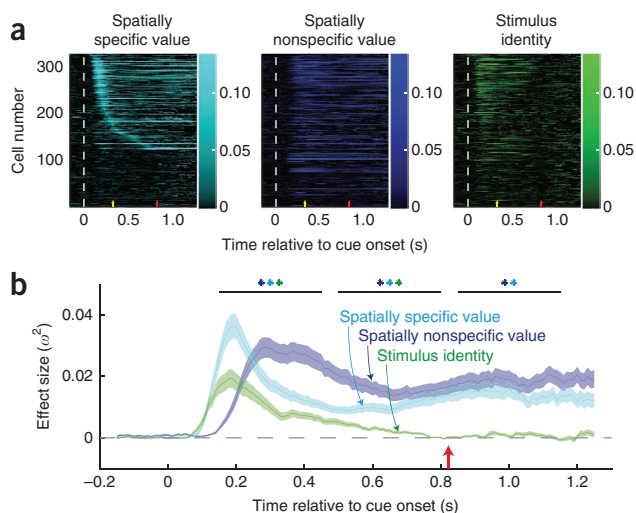 a
Spatially
specific value
Spatially
nonspecific value
Stimulus
identity
Cell number
300
200
100
0.10
0.05
0
0.10
0.05
0
0.10
0.05
0
0 0.5 1.0
0 0.5 1.0
0 0.5 1.0
Time relative to cue onset (s)
b
Effect size (ω²)
0.04
0.02
0
Spatially specific value
Spatially nonspecific value
Stimulus identity
−0.2 0 0.2 0.4 0.6 0.8 1.0 1.2
Time relative to cue onset (s)